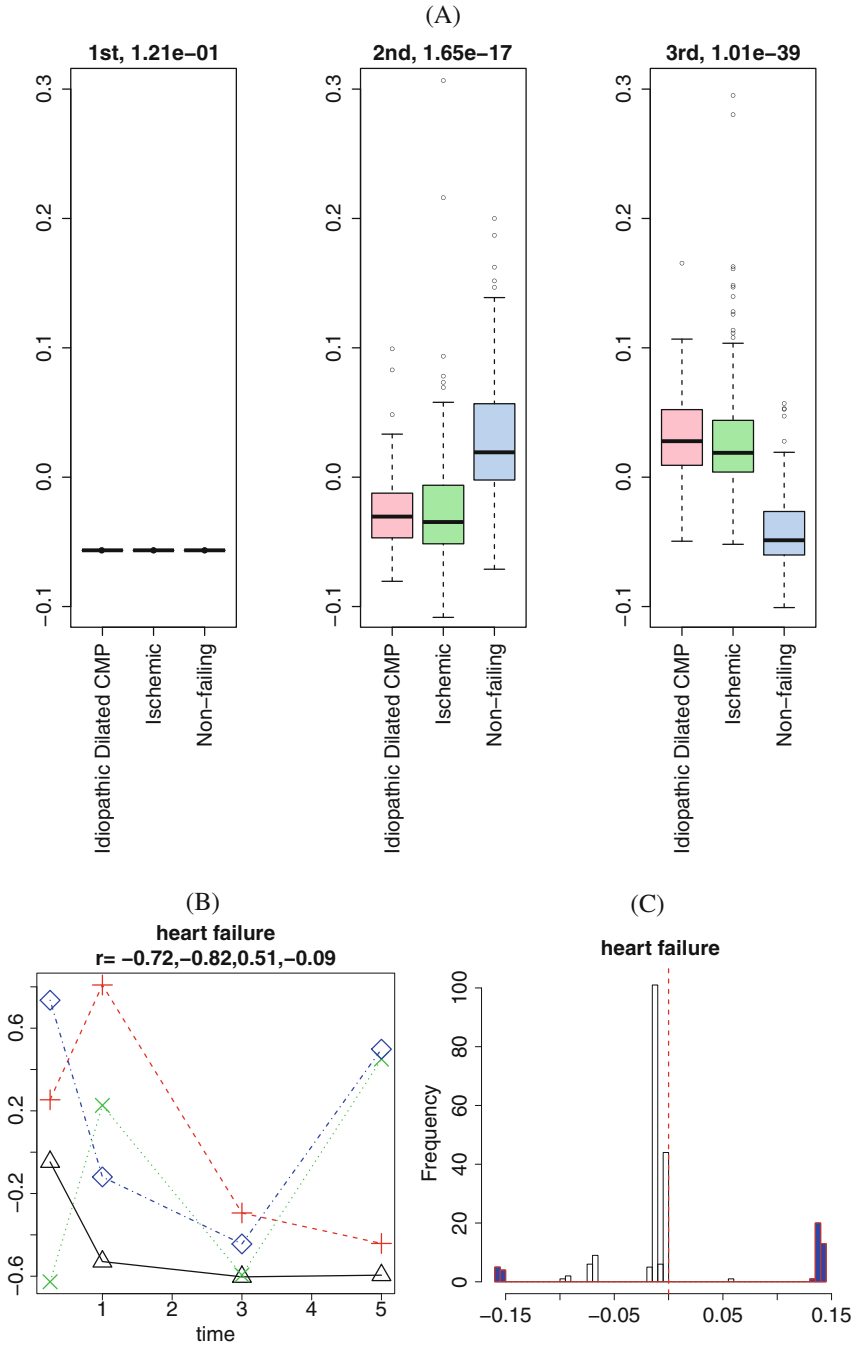 (A)
1st, 1.21e−01
2nd, 1.65e−17
3rd, 1.01e−39
0.3
0.2
0.1
0.0
−0.1
Idiopathic Dilated CMP
Ischemic
Non−failing
0.3
0.2
0.1
0.0
−0.1
Idiopathic Dilated CMP
Ischemic
Non−failing
0.3
0.2
0.1
0.0
−0.1
Idiopathic Dilated CMP
Ischemic
Non−failing
(B)
heart failure
r= −0.72,−0.82,0.51,−0.09
0.6
0.2
−0.2
−0.6
1
2
3
4
5
time
(C)
heart failure
Frequency
100
80
60
40
20
0
−0.15
−0.05
0.05
0.15